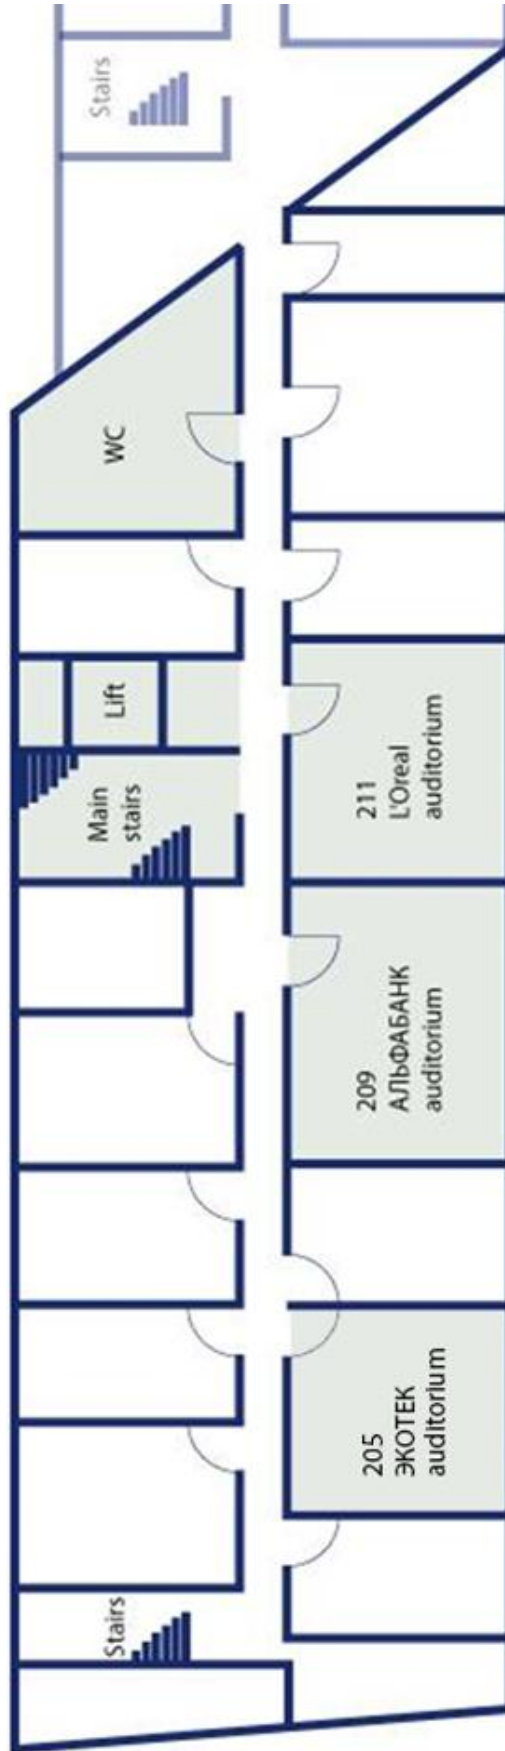 Stairs
WC
Lift
Main
stairs
211
L'Oreal
auditorium
209
АЛЬФАБАНК
auditorium
205
ЭКОТЕК
auditorium
Stairs